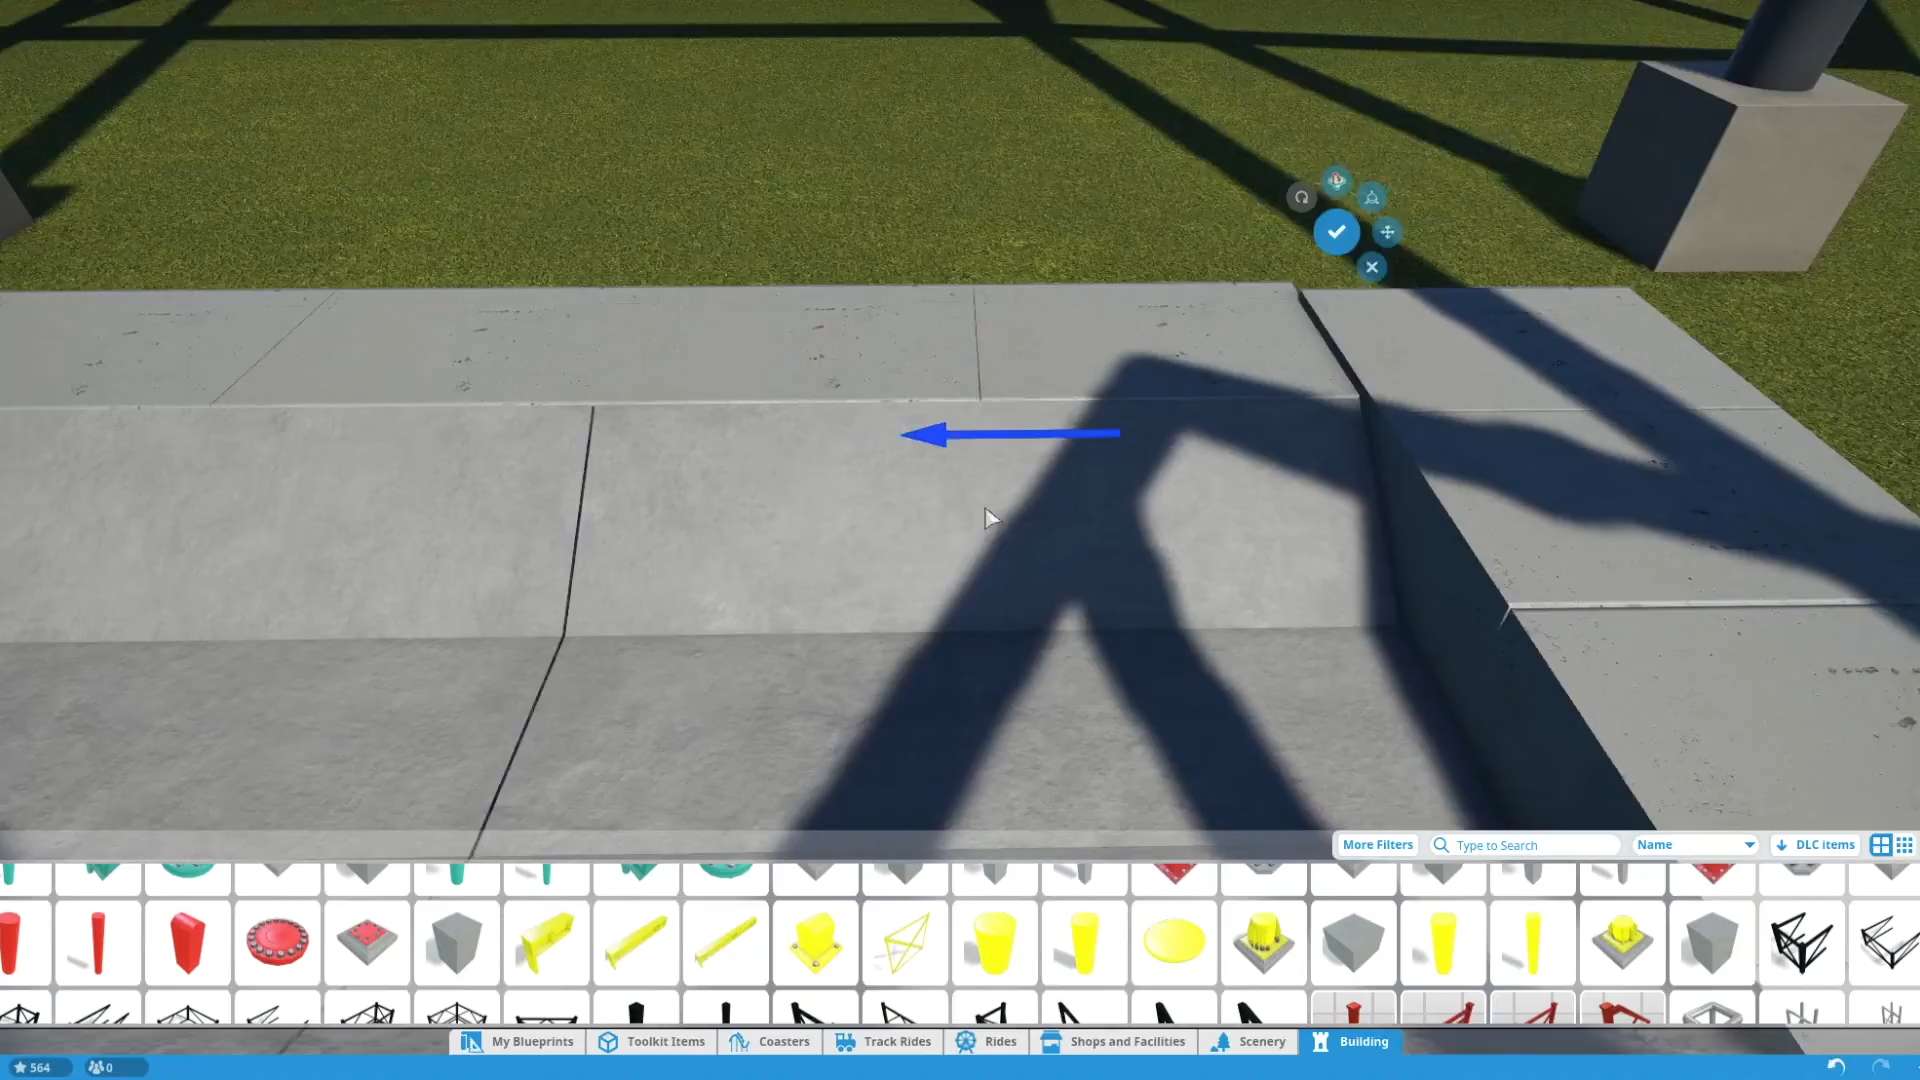 More Filters
Type to Search
Name
DLC items
My Blueprints
Toolkit Items
Coasters
Track Rides
Rides
Shops and Facilities
Scenery
Building
564
0